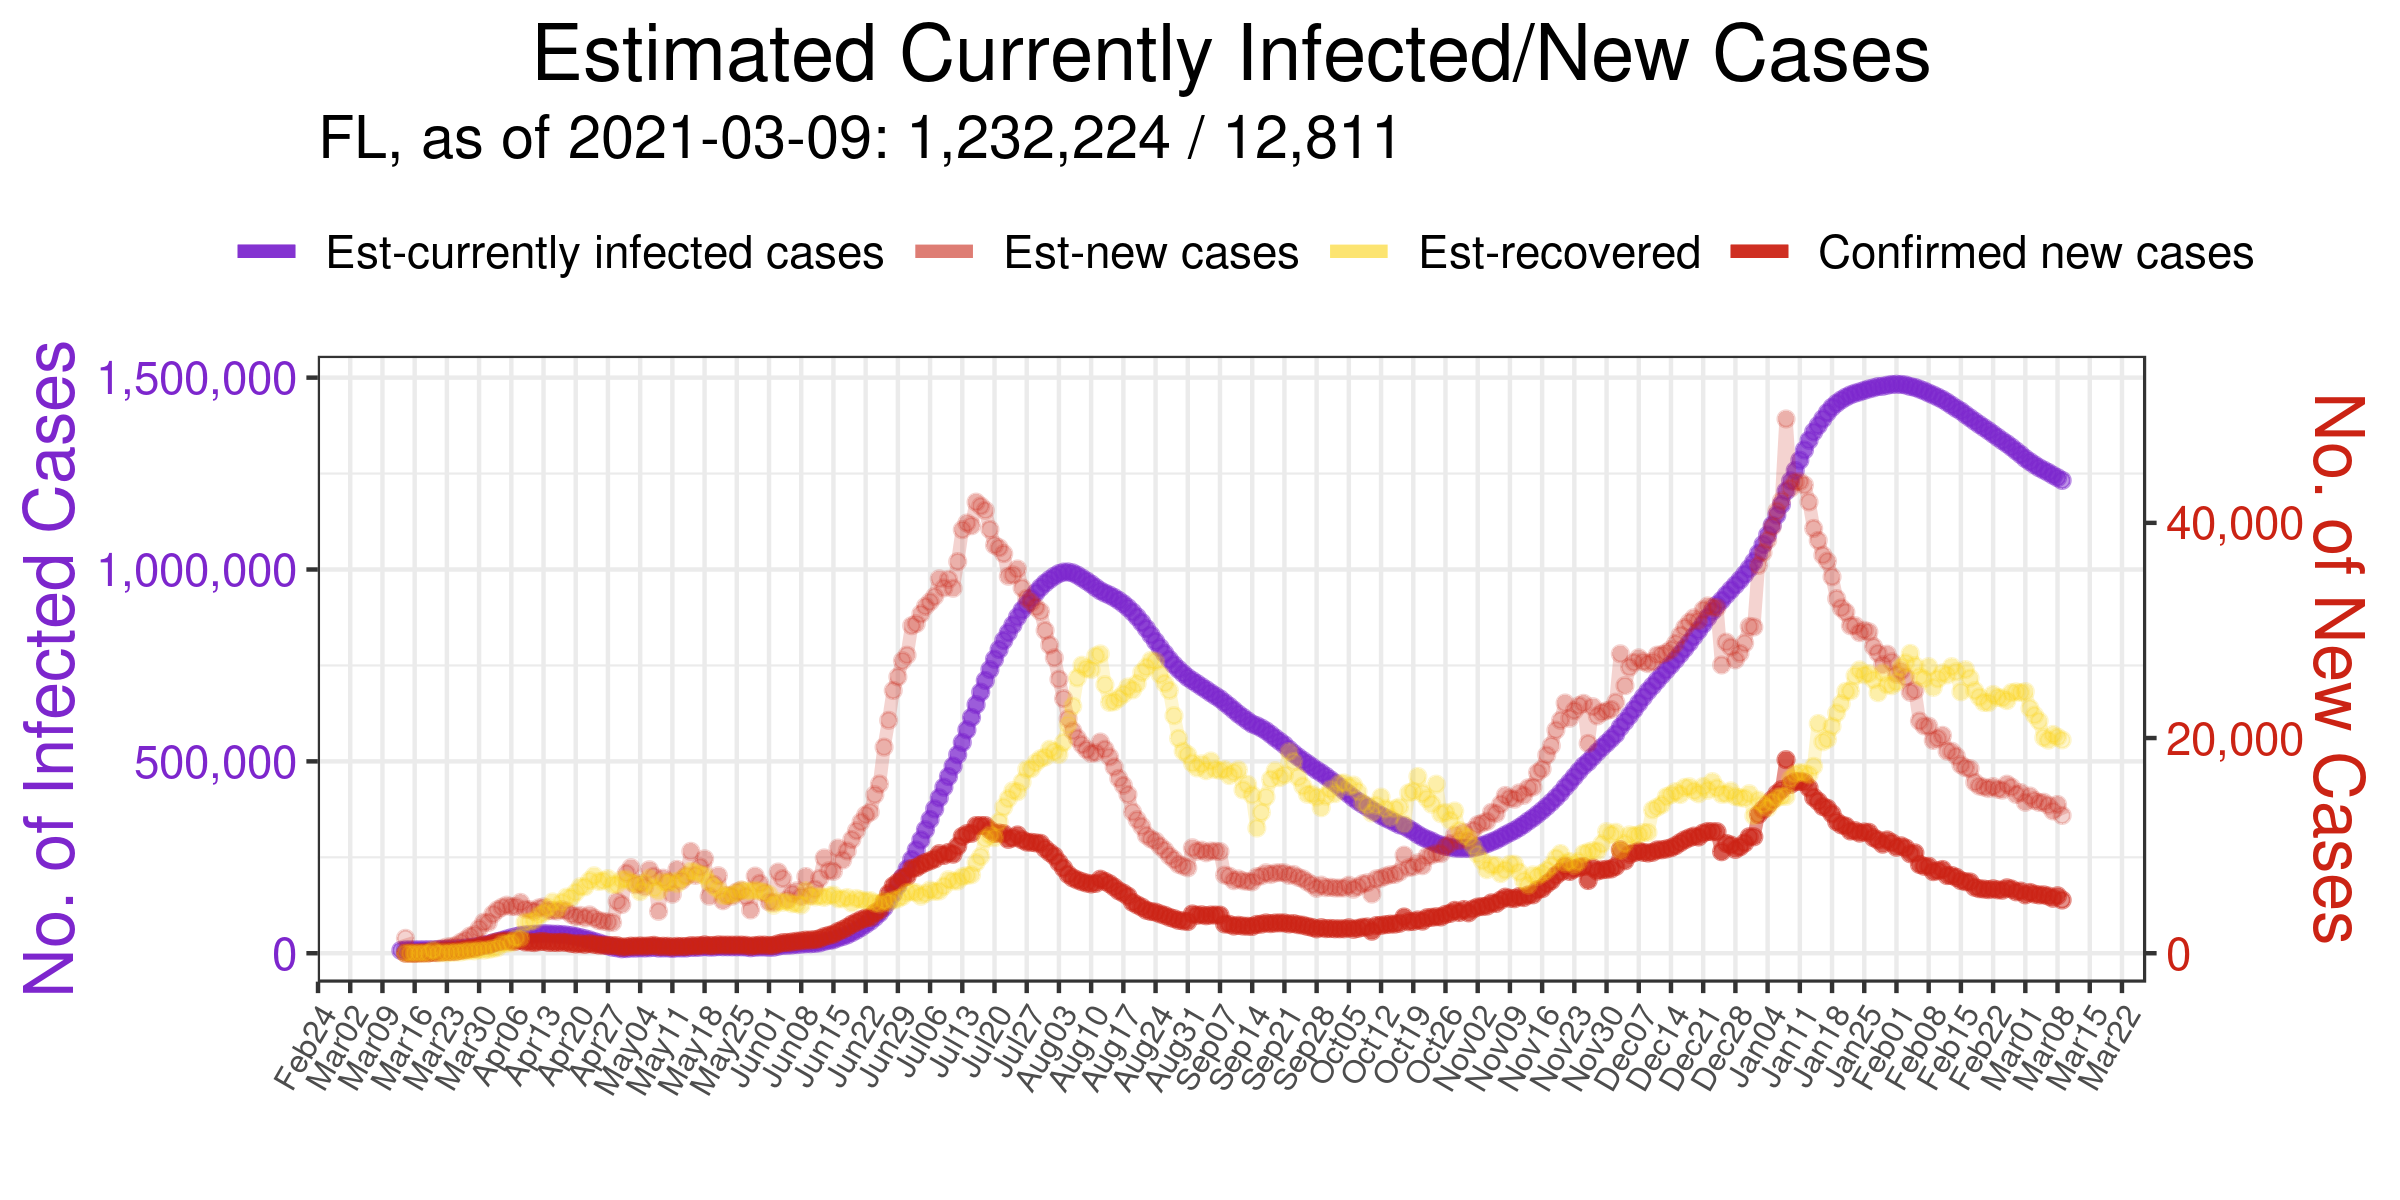 Estimated Currently Infected/New Cases
FL, as of 2021-03-09: 1,232,224 / 12,811
Est-currently infected cases Est-new cases Est-recovered Confirmed new cases
No. of Infected Cases
1,500,000
1,000,000
500,000
0
40,000
20,000
0
No. of New Cases
Feb24 Mar02 Mar09 Mar16 Mar23 Mar30 Apr06 Apr13 Apr20 Apr27 May04 May11 May18 May25 Jun01 Jun08 Jun15 Jun22 Jun29 Jul06 Jul13 Jul20 Jul27 Aug03 Aug10 Aug17 Aug24 Aug31 Sep07 Sep14 Sep21 Sep28 Oct05 Oct12 Oct19 Oct26 Nov02 Nov09 Nov16 Nov23 Nov30 Dec07 Dec14 Dec21 Dec28 Jan04 Jan11 Jan18 Jan25 Feb01 Feb08 Feb15 Feb22 Mar01 Mar08 Mar15 Mar22